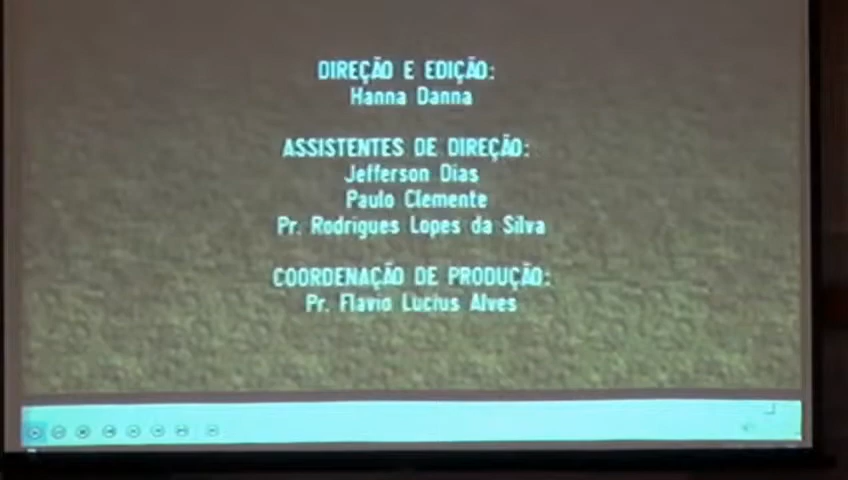 DIREÇÃO E EDIÇÃO:
Hanna Danna
ASSISTENTES DE DIREÇÃO:
Jefferson Dias
Paulo Clemente
Pr. Rodrigues Lopes da Silva
COORDENAÇÃO DE PRODUÇÃO:
Pr. Flavio Lucius Alves